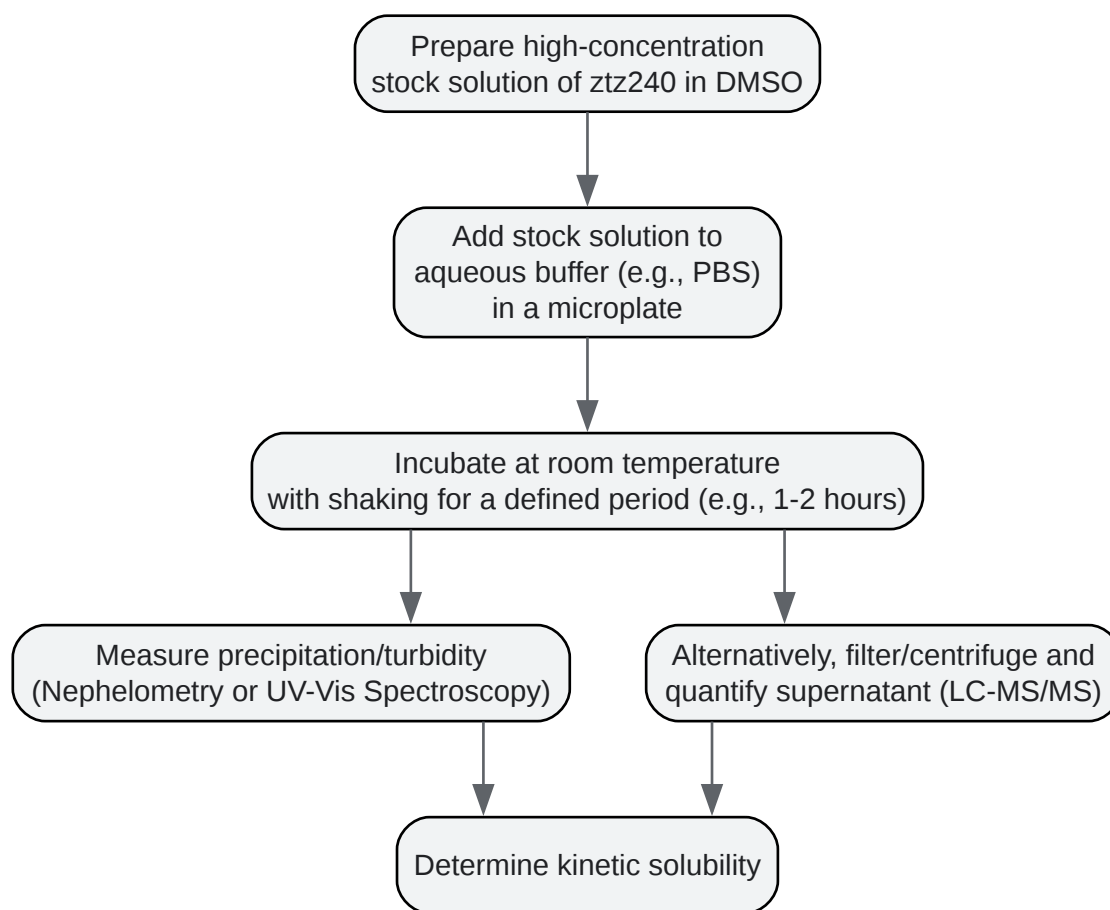 Prepare high-concentration
stock solution of ztz240 in DMSO
Add stock solution to
aqueous buffer (e.g., PBS)
in a microplate
Incubate at room temperature
with shaking for a defined period (e.g., 1-2 hours)
Measure precipitation/turbidity
(Nephelometry or UV-Vis Spectroscopy)
Alternatively, filter/centrifuge and
quantify supernatant (LC-MS/MS)
Determine kinetic solubility